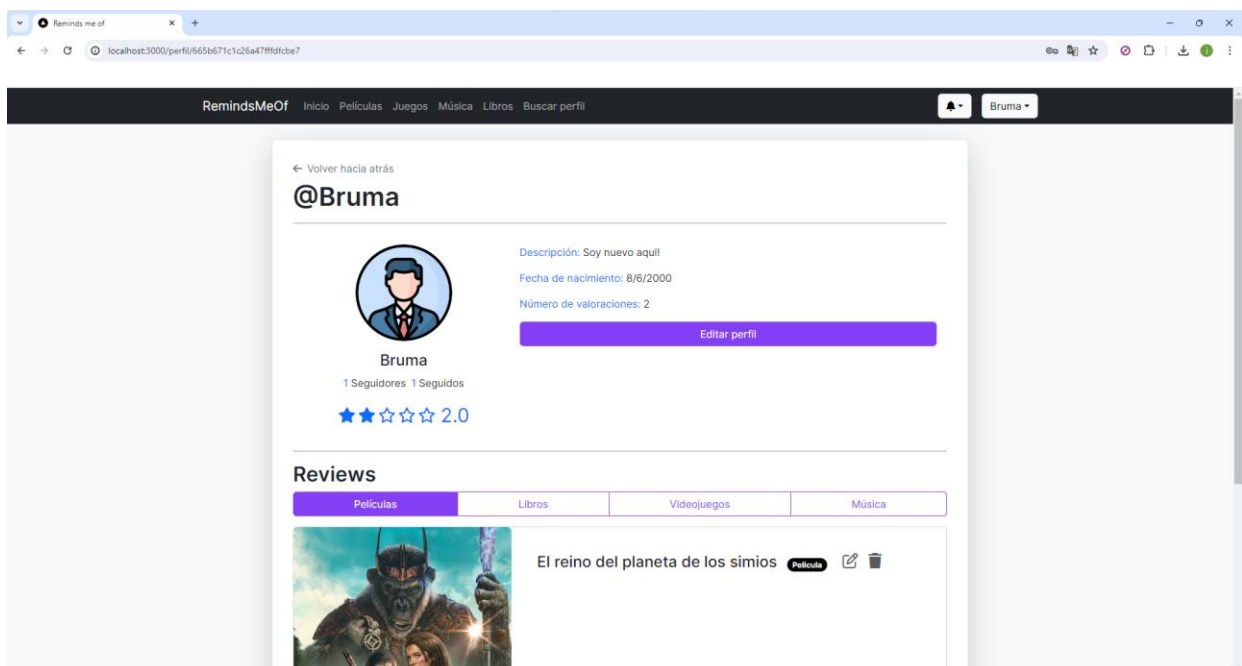 Reminds me of
localhost:3000/perfil/665b671c1c26a47fffdfcbe7
RemindsMeOf Inicio Películas Juegos Música Libros Buscar perfil Bruma
Volver hacia atrás
@Bruma
Descripción: Soy nuevo aqui!
Fecha de nacimiento: 8/6/2000
Número de valoraciones: 2
Editar perfil
Bruma
1 Seguidores 1 Seguidos
2.0
Reviews
Películas Libros Videojuegos Música
El reino del planeta de los simios Película